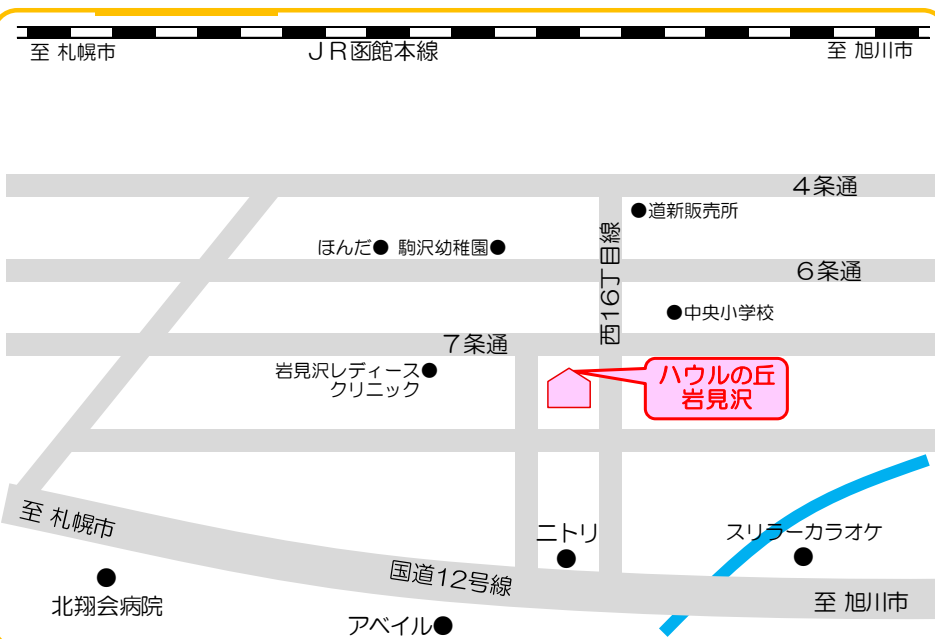 至 札幌市
ＪＲ函館本線
至 旭川市
４条通
●道新販売所
ほんだ● 駒沢幼稚園●
西１６丁目線
６条通
●中央小学校
７条通
岩見沢レディース●
クリニック
ハウルの丘
岩見沢
至 札幌市
ニトリ
●
スリラーカラオケ
●
国道12号線
●
北翔会病院
至 旭川市
アベイル●